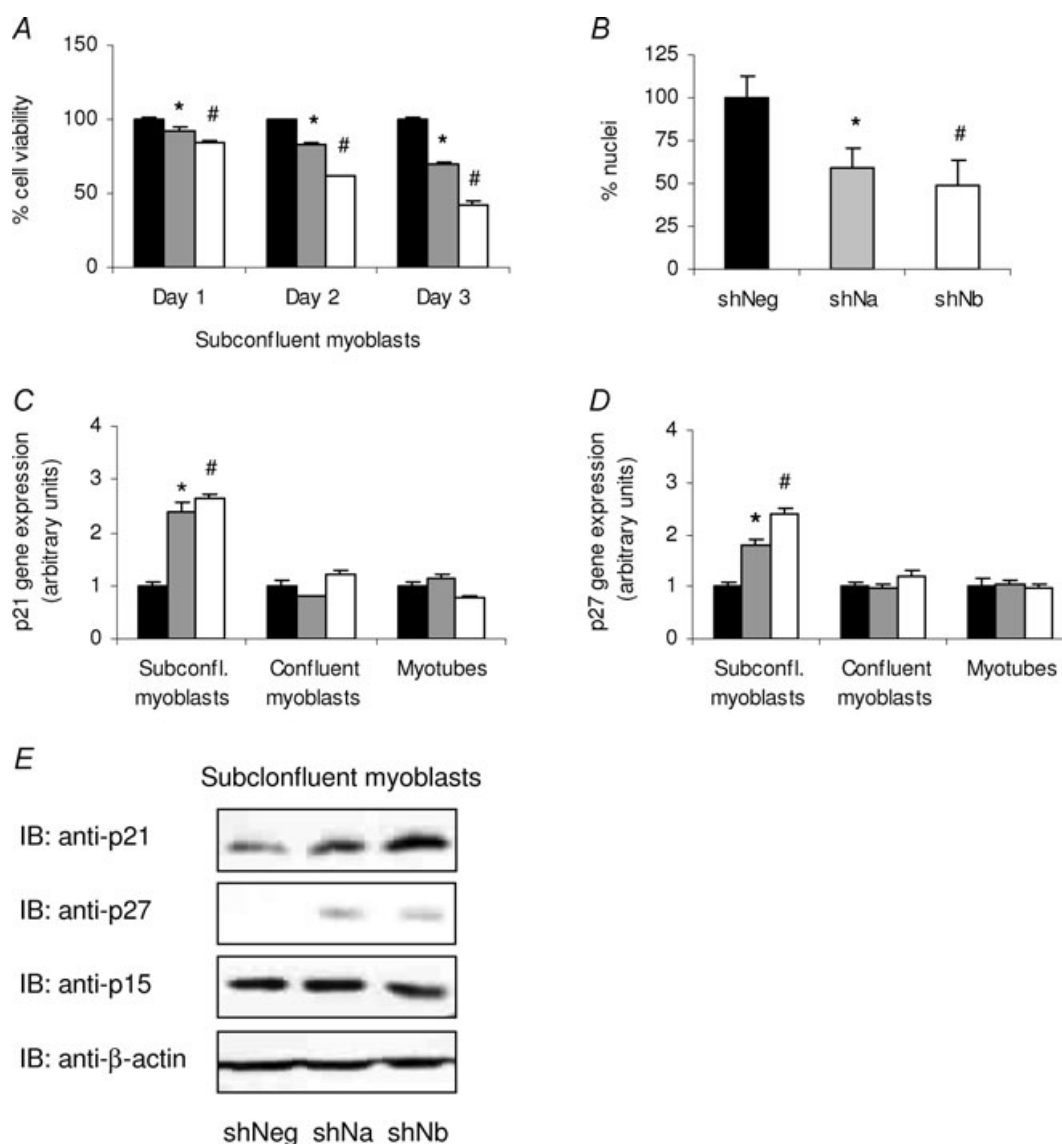 A
% cell viability
150
100
50
0
* # * # * #
Day 1 Day 2 Day 3
Subconfluent myoblasts
B
% nuclei
125
100
75
50
25
0
* #
shNeg shNa shNb
C
p21 gene expression
(arbitrary units)
4
3
2
1
0
* #
Subconfl. Confluent Myotubes
myoblasts myoblasts
D
p27 gene expression
(arbitrary units)
4
3
2
1
0
* #
Subconfl. Confluent Myotubes
myoblasts myoblasts
E
Subclonfluent myoblasts
IB: anti-p21
IB: anti-p27
IB: anti-p15
IB: anti-β-actin
shNeg shNa shNb